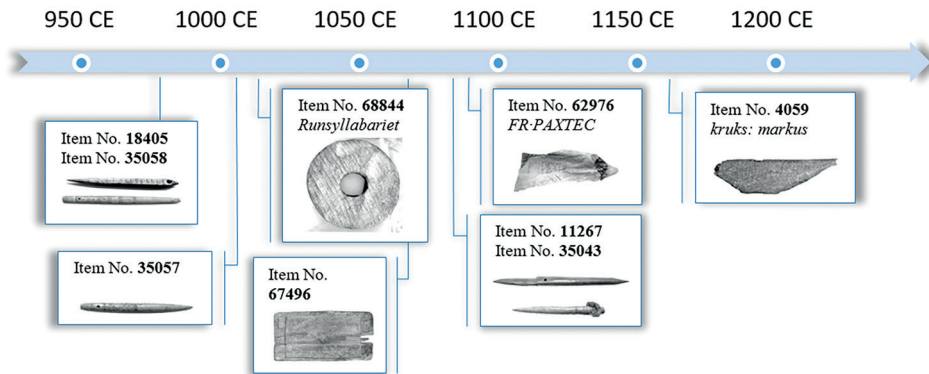 950 CE 1000 CE 1050 CE 1100 CE 1150 CE 1200 CE
Item No. 18405
Item No. 35058
Item No. 68844
Runsyllabariet
Item No. 62976
FR·PAXTEC
Item No. 4059
kruks: markus
Item No. 35057
Item No.
67496
Item No. 11267
Item No. 35043